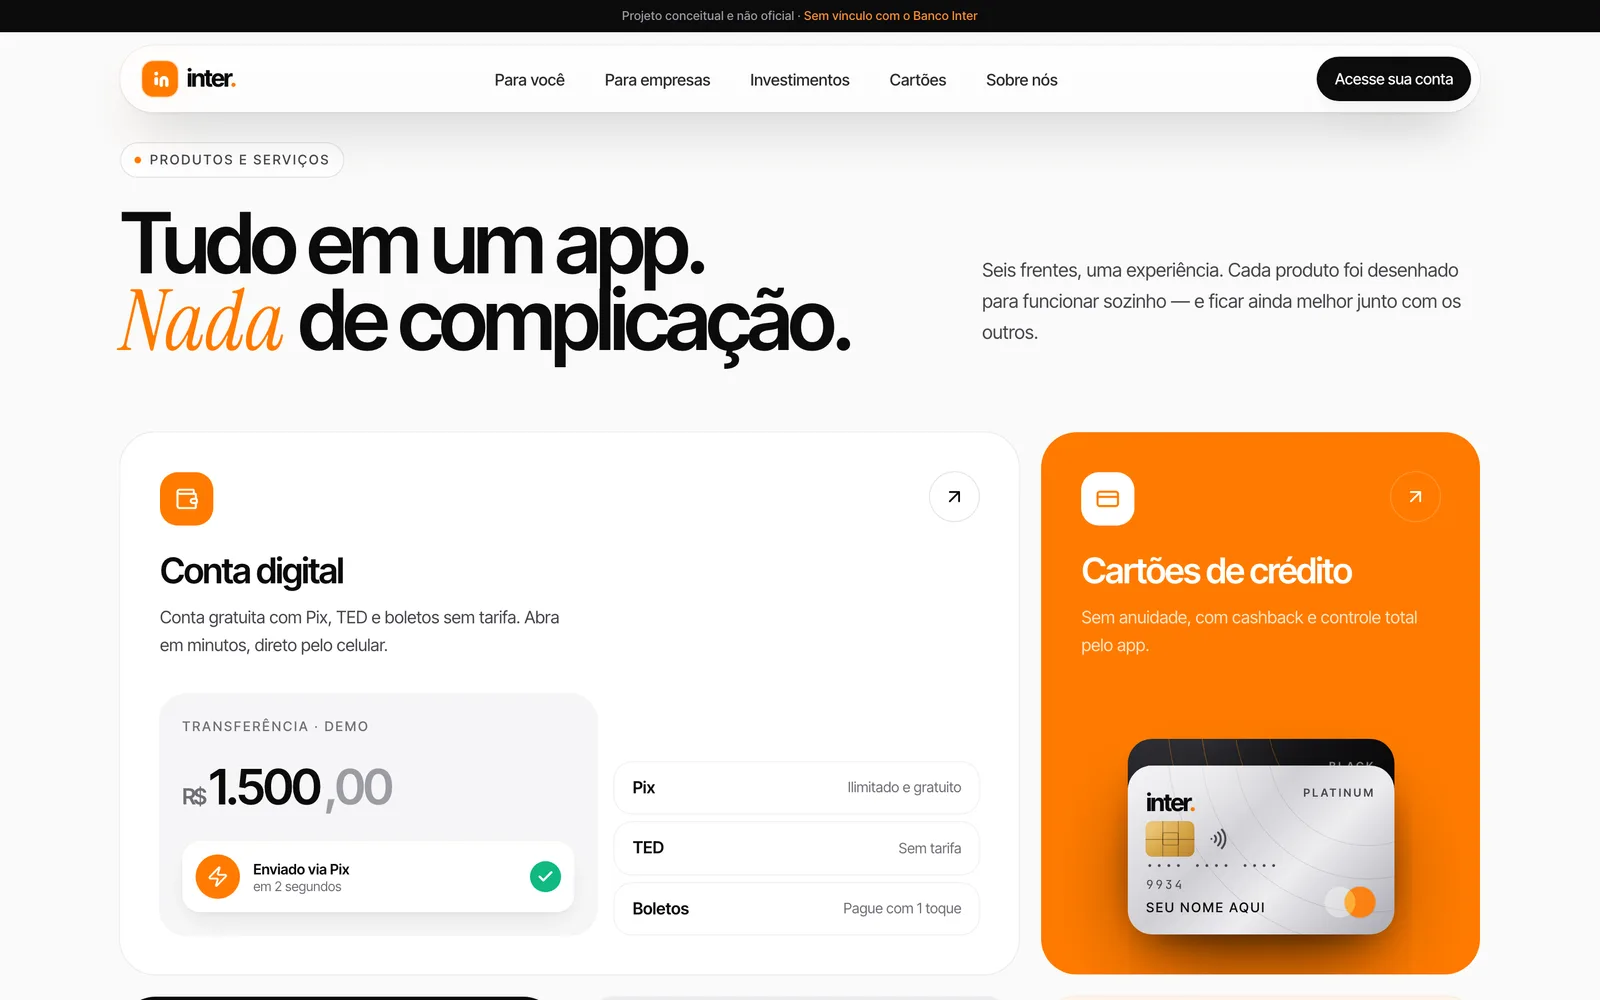 Projeto conceitual e não oficial · Sem vínculo com o Banco Inter
in inter.
Para você
Para empresas
Investimentos
Cartões
Sobre nós
Acesse sua conta
PRODUTOS E SERVIÇOS
Tudo em um app.
Nada de complicação.
Seis frentes, uma experiência. Cada produto foi desenhado
para funcionar sozinho — e ficar ainda melhor junto com os
outros.
Conta digital
Conta gratuita com Pix, TED e boletos sem tarifa. Abra
em minutos, direto pelo celular.
TRANSFERÊNCIA · DEMO
R$1.500,00
Enviado via Pix
em 2 segundos
Pix
Ilimitado e gratuito
TED
Sem tarifa
Boletos
Pague com 1 toque
Cartões de crédito
Sem anuidade, com cashback e controle total
pelo app.
BLACK
inter.
PLATINUM
•••• •••• ••••
9934
SEU NOME AQUI